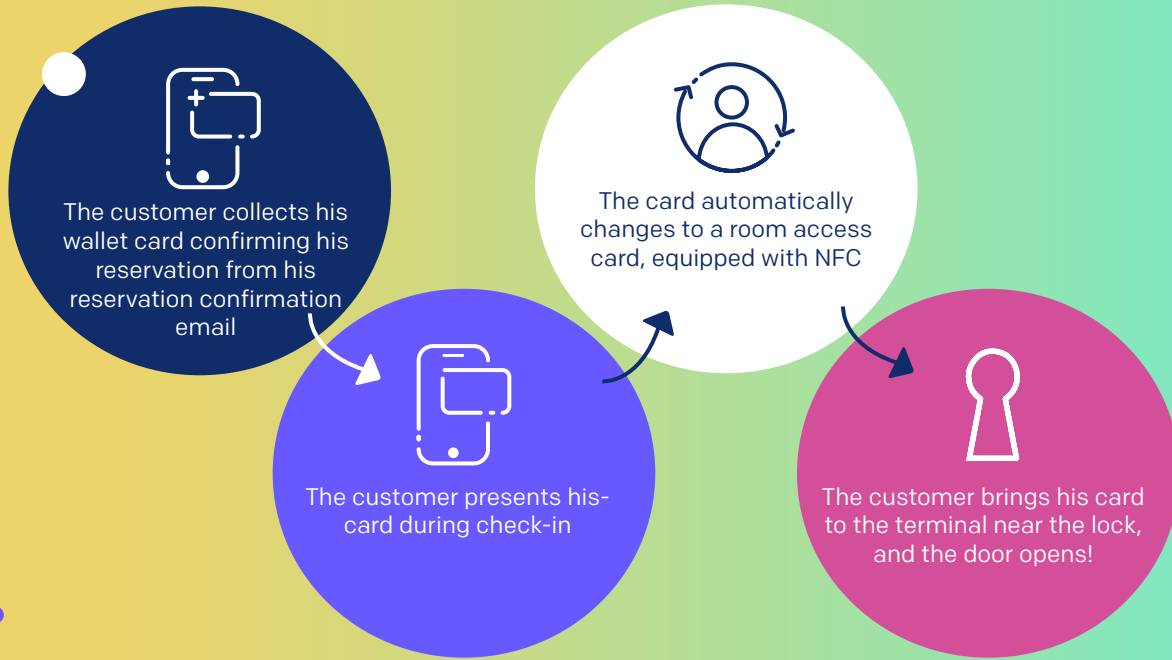 The customer collects his
wallet card confirming his
reservation from his
reservation confirmation
email
The customer presents his-
card during check-in
The card automatically
changes to a room access
card, equipped with NFC
The customer brings his card
to the terminal near the lock,
and the door opens!